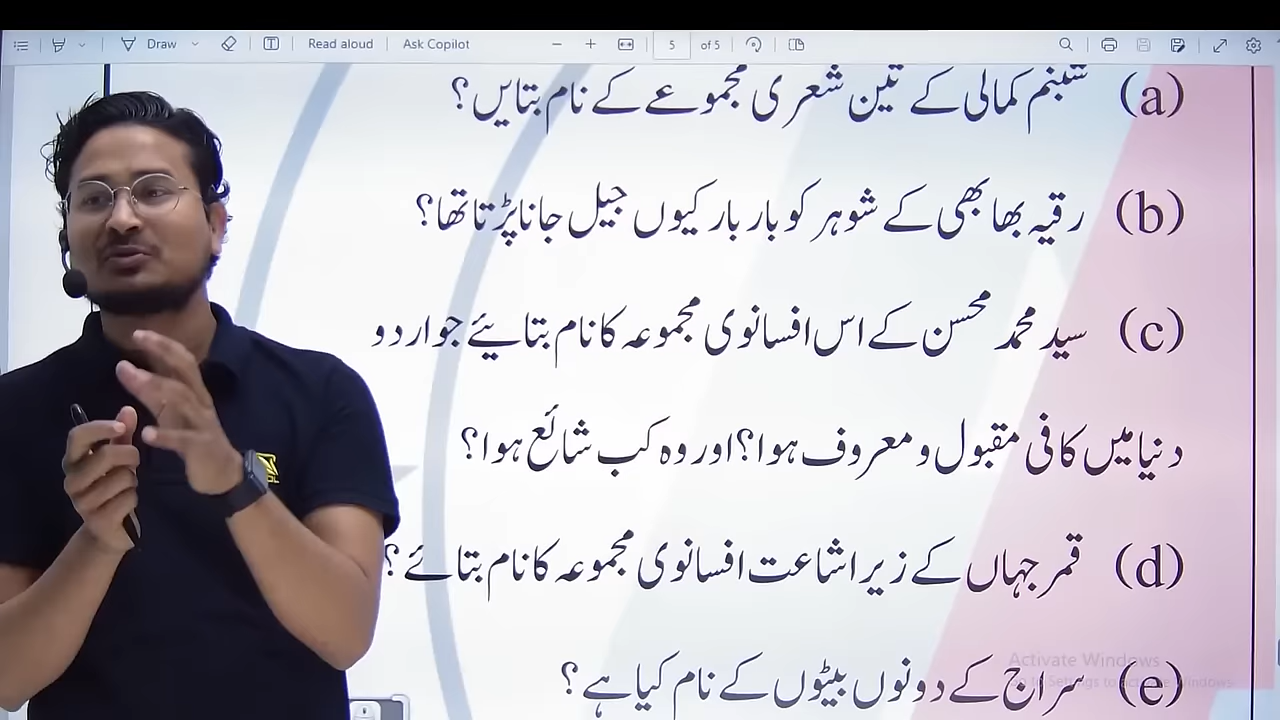 Draw Read aloud Ask Copilot 5 of 5
(a) شبنم کمالی کے تین شعری مجموعے کے نام بتایں؟
(b) رقیہ بھابھی کے شوہر کو بار بار کیوں جیل جانا پڑتا تھا؟
(c) سید محمد محسن کے اس افسانوی مجموعہ کا نام بتایئے جو اردو
دنیا میں کافی مقبول و معروف ہوا؟ اور وہ کب شائع ہوا؟
(d) قمر جہاں کے زیر اشاعت افسانوی مجموعہ کا نام بتائے؟
Activate Windows
(e) سراج کے دونوں بیٹوں کے نام کیا ہے؟